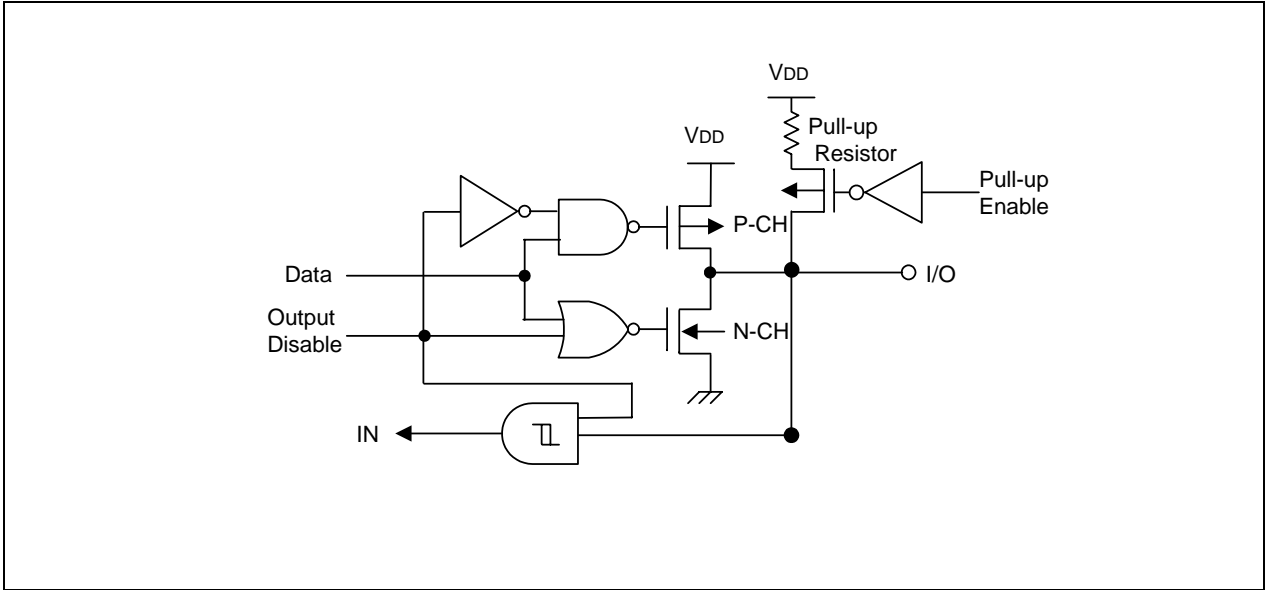 VDD
Pull-up
Resistor
VDD
Pull-up
Enable
P-CH
Data
I/O
Output
Disable
N-CH
IN